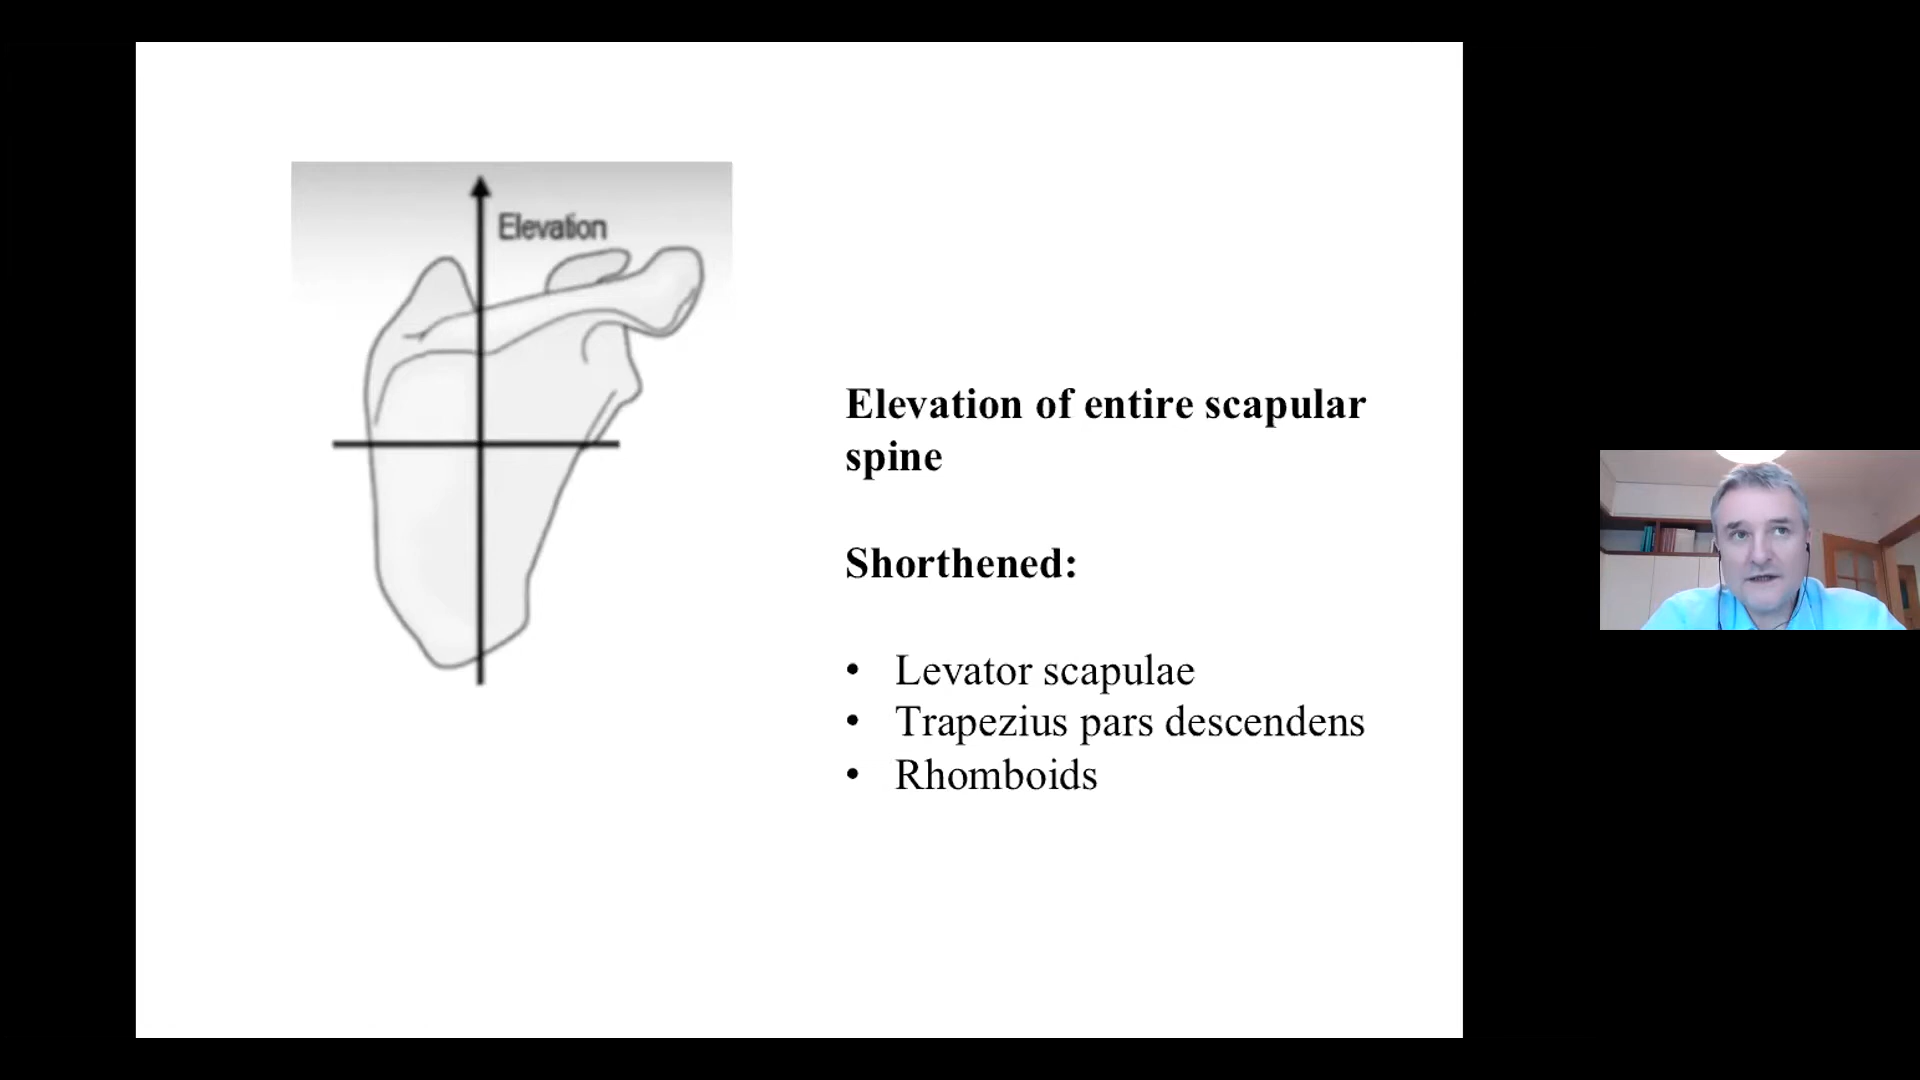 Elevation
Elevation of entire scapular
spine
Shorthened:
• Levator scapulae
• Trapezius pars descendens
• Rhomboids